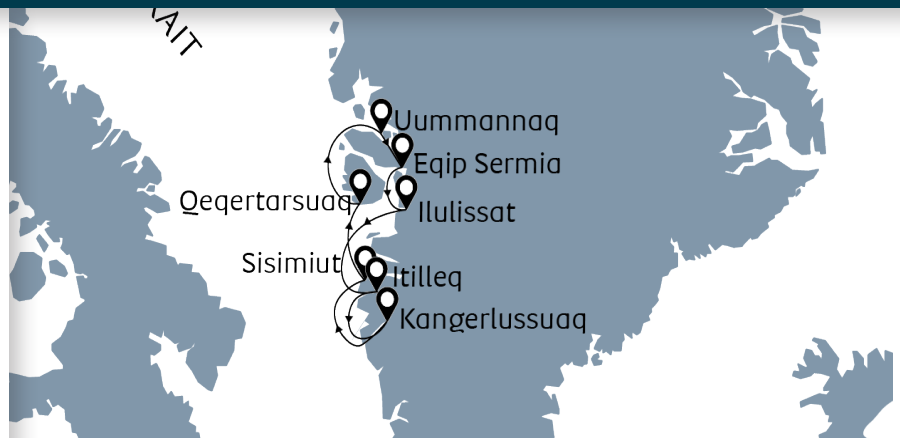 AIT
Uummannaq
Eqip Sermia
Qeqertarsuaq
Ilulissat
Sisimiut
Itilleq
Kangerlussuaq